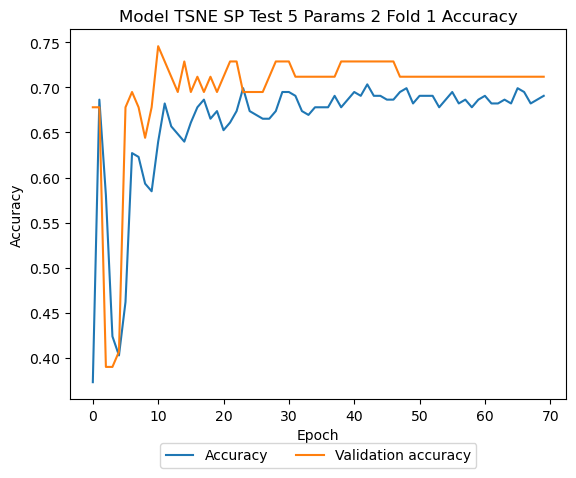 Model TSNE SP Test 5 Params 2 Fold 1 Accuracy
0.75
0.70
0.65
0.60
0.55
0.50
0.45
0.40
Accuracy
0 10 20 30 40 50 60 70
Epoch
Accuracy Validation accuracy